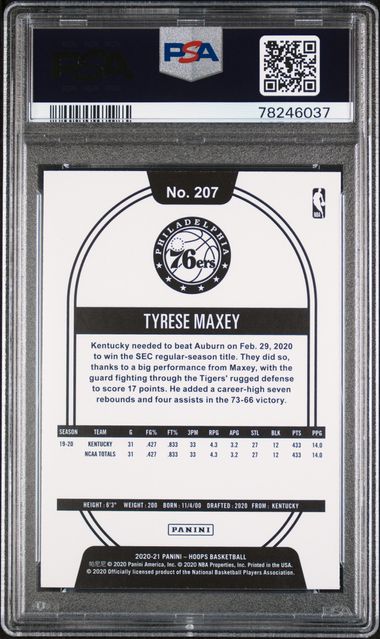 PSA
PSA
78246037
No. 207
NBA
PHILADELPHIA
76ers
TYRESE MAXEY
Kentucky needed to beat Auburn on Feb. 29, 2020
to win the SEC regular-season title. They did so,
thanks to a big performance from Maxey, with the
guard fighting through the Tigers' rugged defense
to score 17 points. He added a career-high seven
rebounds and four assists in the 73-66 victory.
SEASON TEAM G FG% FT% 3PM RPG APG STL BLK PTS PPG
19-20 KENTUCKY 31 .427 .833 33 4.3 3.2 27 12 433 14.0
NCAA TOTALS 31 .427 .833 33 4.3 3.2 27 12 433 14.0
HEIGHT: 6'3" WEIGHT: 200 BORN: 11/4/00 DRAFTED: 2020 FROM: KENTUCKY
PANINI
2020-21 PANINI – HOOPS BASKETBALL
帕尼尼 © 2020 Panini America, Inc. © 2020 NBA Properties, Inc. Printed in the USA.
© 2020 Officially licensed product of the National Basketball Players Association.
PSA